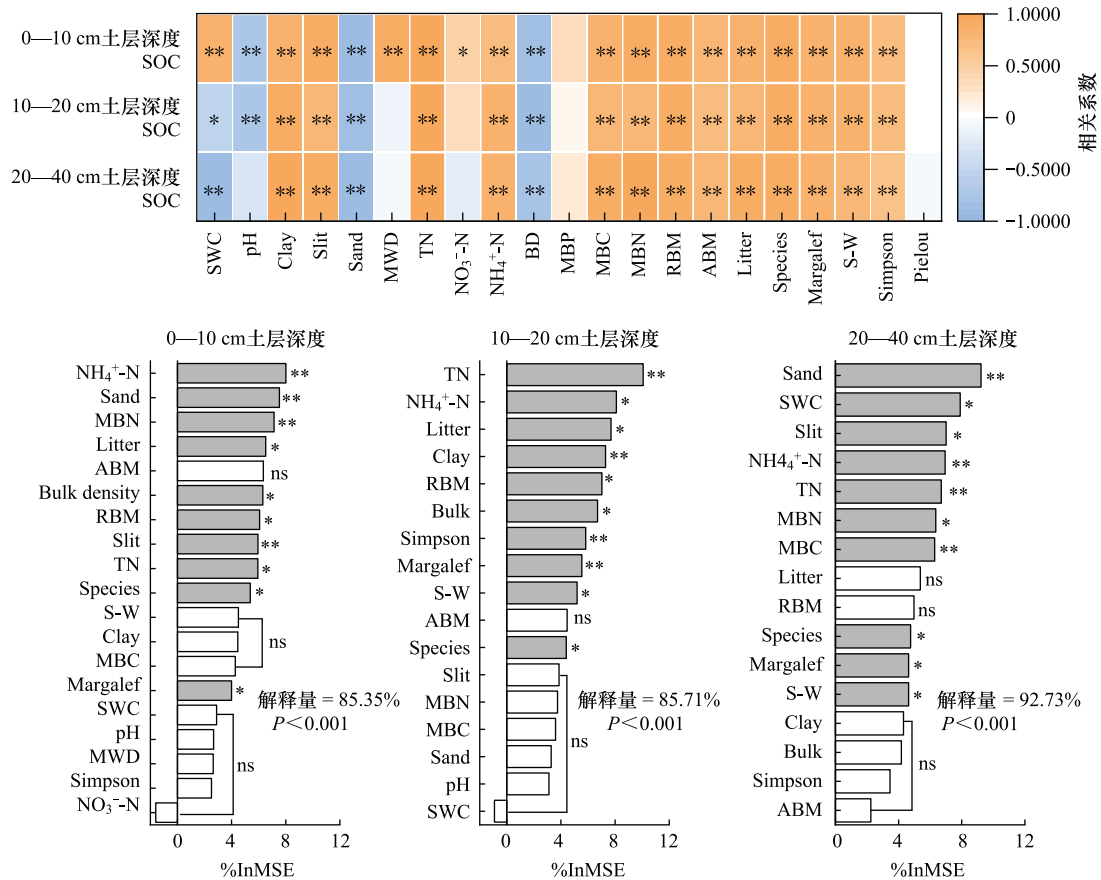 0—10 cm土层深度
SOC
** ** ** ** ** ** ** * ** ** ** ** ** ** ** ** ** ** **
10—20 cm土层深度
SOC
* ** ** ** ** ** ** ** ** ** ** ** ** ** ** ** **
20—40 cm土层深度
SOC
** ** ** ** ** ** ** ** ** ** ** ** ** ** ** **
SWC
pH
Clay
Slit
Sand
MWD
TN
NO₃⁻-N
NH₄⁺-N
BD
MBP
MBC
MBN
RBM
ABM
Litter
Species
Margalef
S-W
Simpson
Pielou
1.0000
0.5000
0
−0.5000
−1.0000
相关系数
0—10 cm土层深度
NH₄⁺-N **
Sand **
MBN **
Litter *
ABM ns
Bulk density *
RBM *
Slit **
TN *
Species *
S-W
Clay ns
MBC
Margalef *
SWC
pH
MWD ns
Simpson
NO₃⁻-N
解释量 = 85.35%
P＜0.001
0 4 8 12
%InMSE
10—20 cm土层深度
TN **
NH₄⁺-N *
Litter *
Clay **
RBM *
Bulk *
Simpson **
Margalef **
S-W *
ABM ns
Species *
Slit
MBN
MBC ns
Sand
pH
SWC
解释量 = 85.71%
P＜0.001
0 4 8 12
%InMSE
20—40 cm土层深度
Sand **
SWC *
Slit *
NH4₄⁺-N **
TN **
MBN *
MBC **
Litter ns
RBM ns
Species *
Margalef *
S-W *
Clay
Bulk ns
Simpson
ABM
解释量 = 92.73%
P＜0.001
0 4 8 12
%InMSE